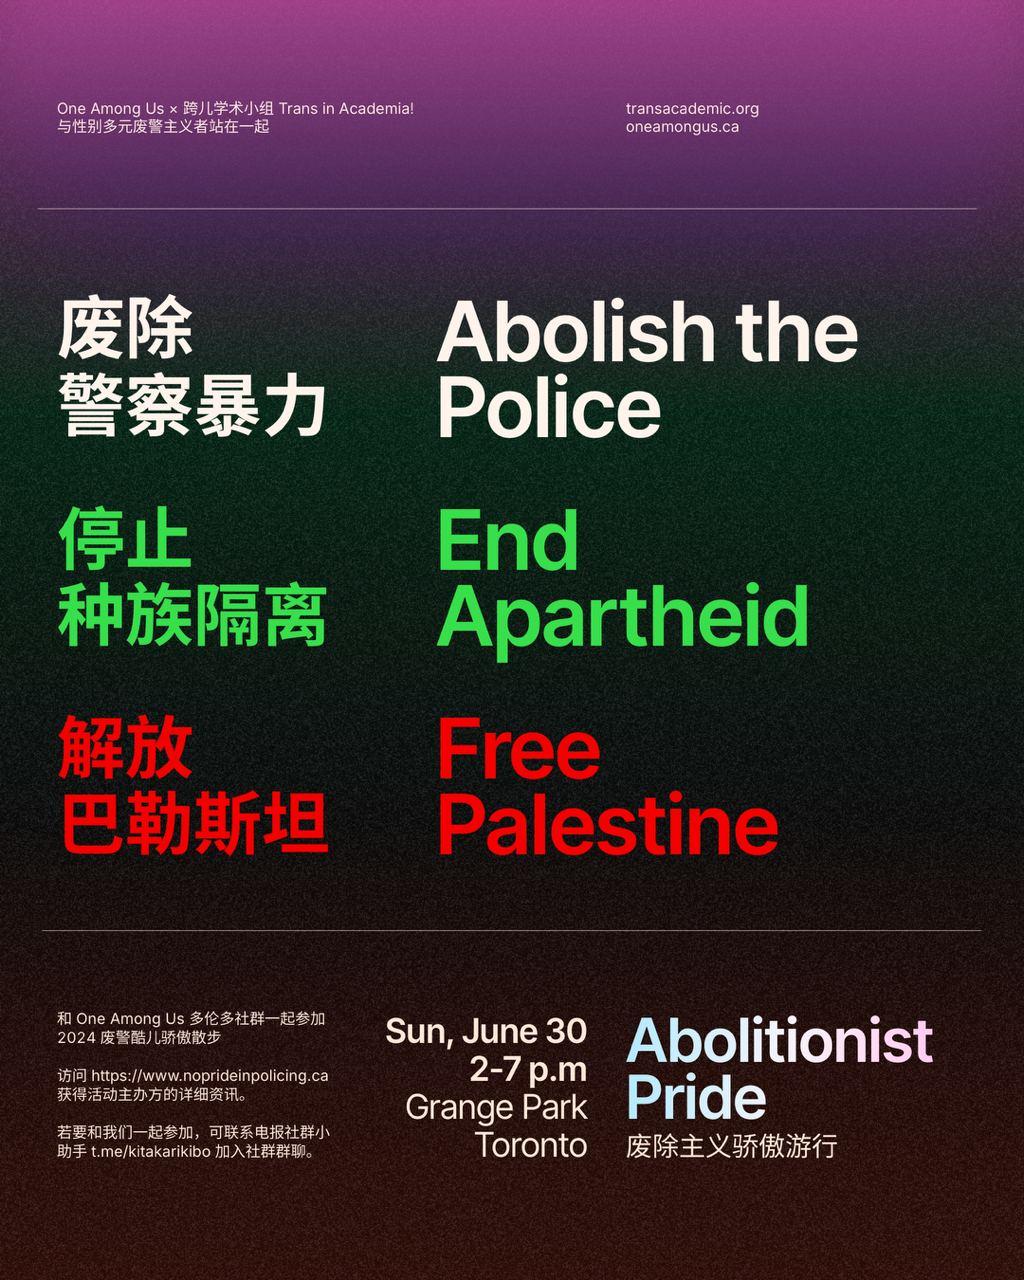 One Among Us × 跨儿学术小组 Trans in Academia!
与性别多元废警主义者站在一起
transacademic.org
oneamongus.ca
废除
警察暴力
Abolish the
Police
停止
种族隔离
End
Apartheid
解放
巴勒斯坦
Free
Palestine
和 One Among Us 多伦多社群一起参加
2024 废警酷儿骄傲散步
访问 https://www.noprideinpolicing.ca
获得活动主办方的详细资讯。
若要和我们一起参加，可联系电报社群小
助手 t.me/kitakarikibo 加入社群群聊。
Sun, June 30
2-7 p.m
Grange Park
Toronto
Abolitionist
Pride
废除主义骄傲游行